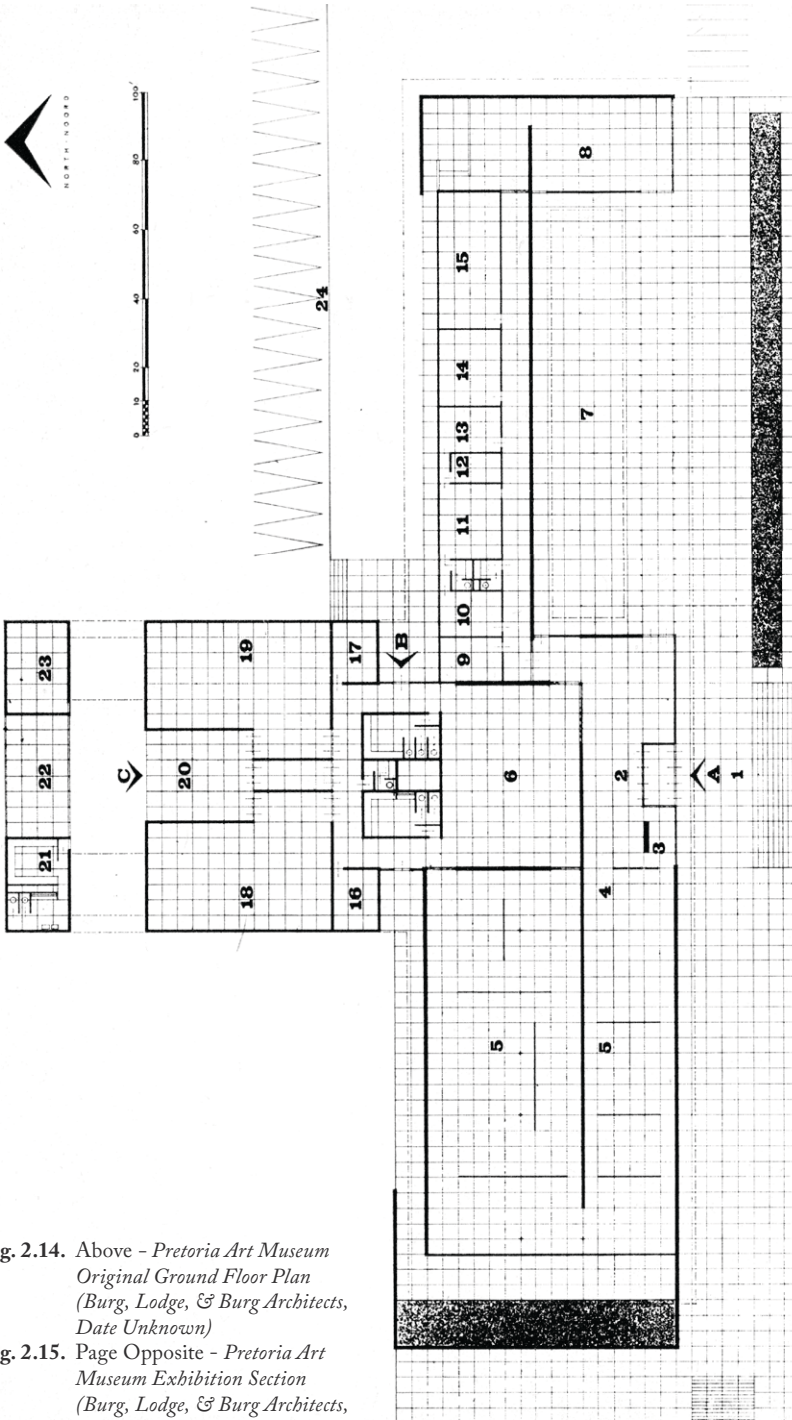 NORTH · NOORD
0 10 20 40 60 80 100
24
8
15
14
13
12
11
10
9
7
23
22
21
19
20
18
17
16
C
B
6
2
A
1
3
4
5
5
g. 2.14. Above - Pretoria Art Museum
Original Ground Floor Plan
(Burg, Lodge, & Burg Architects,
Date Unknown)
g. 2.15. Page Opposite - Pretoria Art
Museum Exhibition Section
(Burg, Lodge, & Burg Architects,